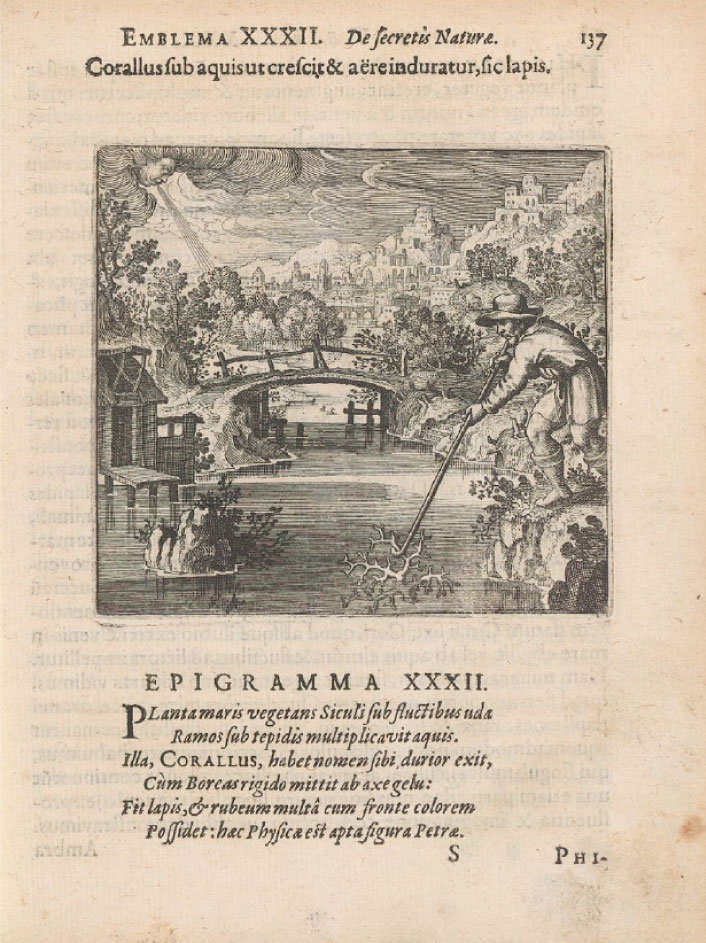 EMBLEMA XXXII. De secretis Naturæ. 137
Corallus sub aquis ut crescit & aëre induratur, sic lapis.
EPIGRAMMA XXXII.
PLanta maris vegetans Siculi sub fluctibus uda
Ramos sub tepidis multiplicavit aquis.
Illa, CORALLUS, habet nomen sibi, durior exit,
Cùm Boreas rigido mittit ab axe gelu:
Fit lapis, & rubeum multâ cum fronde colorem
Possidet: hæc Physicæ est apta figura Petræ.
S PHI-